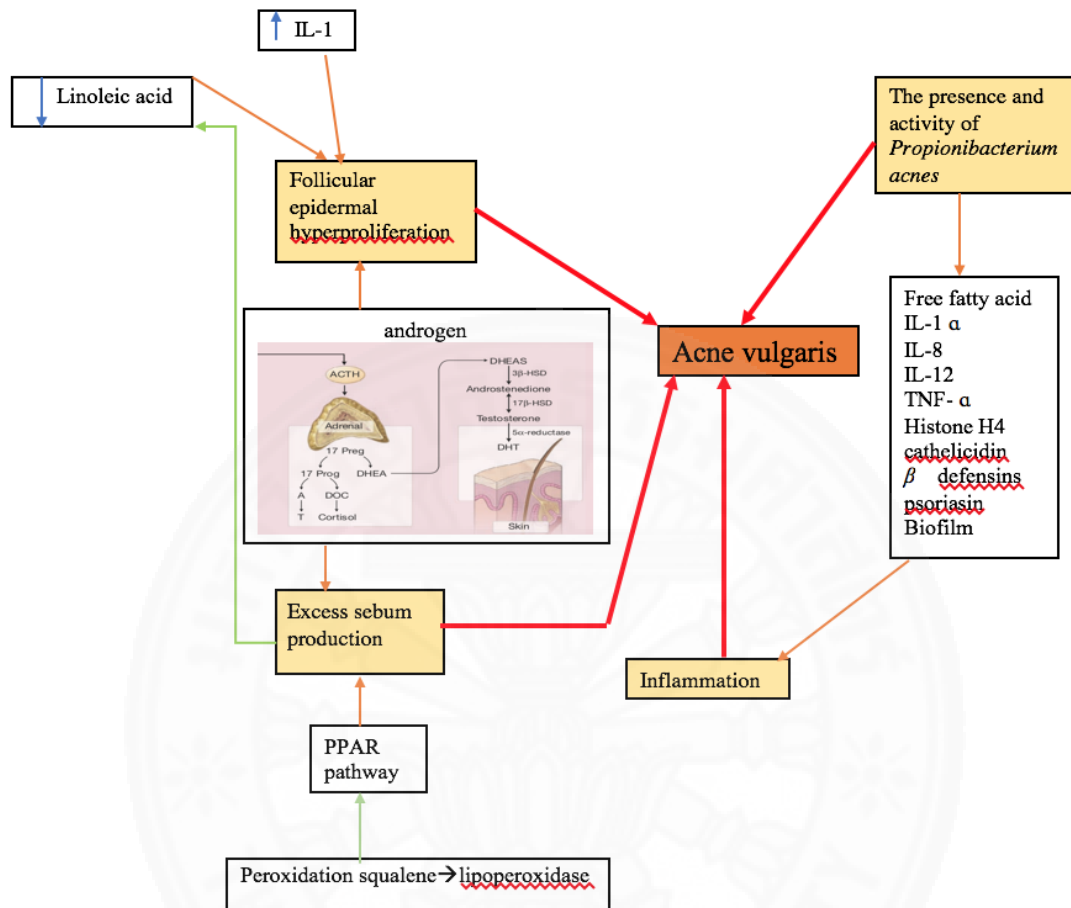 IL-1
Linoleic acid
The presence and
activity of
Propionibacterium
acnes
Follicular
epidermal
hyperproliferation
androgen
ACTH
Adrenal
17 Preg
17 Prog
DHEA
A
DOC
T
Cortisol
DHEAS
3β-HSD
Androstenedione
17β-HSD
Testosterone
5α-reductase
DHT
Skin
Acne vulgaris
Free fatty acid
IL-1 α
IL-8
IL-12
TNF- α
Histone H4
cathelicidin
β defensins
psoriasin
Biofilm
Excess sebum
production
Inflammation
PPAR
pathway
Peroxidation squalene→lipoperoxidase